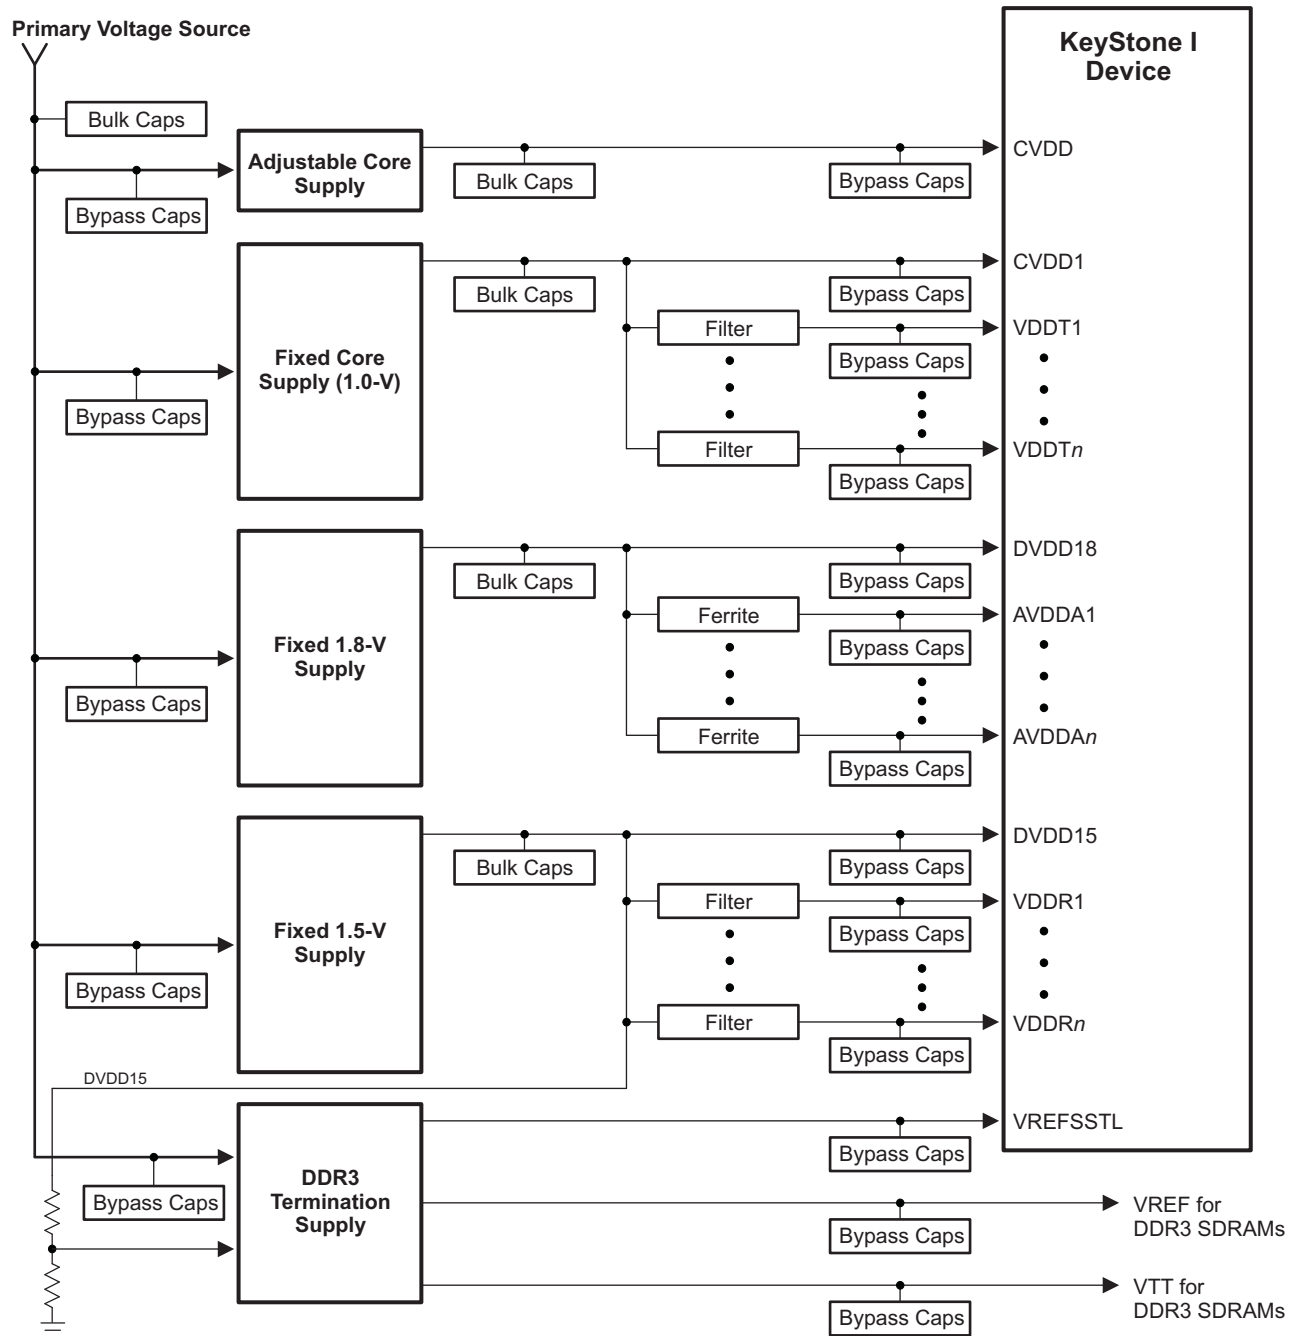 Primary Voltage Source
KeyStone I
Device
Bulk Caps
Adjustable Core
Supply
Bypass Caps
Bulk Caps
Bypass Caps
CVDD
Fixed Core
Supply (1.0-V)
Bypass Caps
Bulk Caps
Bypass Caps
CVDD1
Filter
Bypass Caps
VDDT1
Filter
Bypass Caps
VDDTn
Fixed 1.8-V
Supply
Bypass Caps
Bulk Caps
Bypass Caps
DVDD18
Ferrite
Bypass Caps
AVDDA1
Ferrite
Bypass Caps
AVDDAn
Fixed 1.5-V
Supply
Bypass Caps
Bulk Caps
Bypass Caps
DVDD15
Filter
Bypass Caps
VDDR1
Filter
Bypass Caps
VDDRn
DVDD15
DDR3
Termination
Supply
Bypass Caps
Bypass Caps
VREFSSTL
Bypass Caps
VREF for
DDR3 SDRAMs
Bypass Caps
VTT for
DDR3 SDRAMs